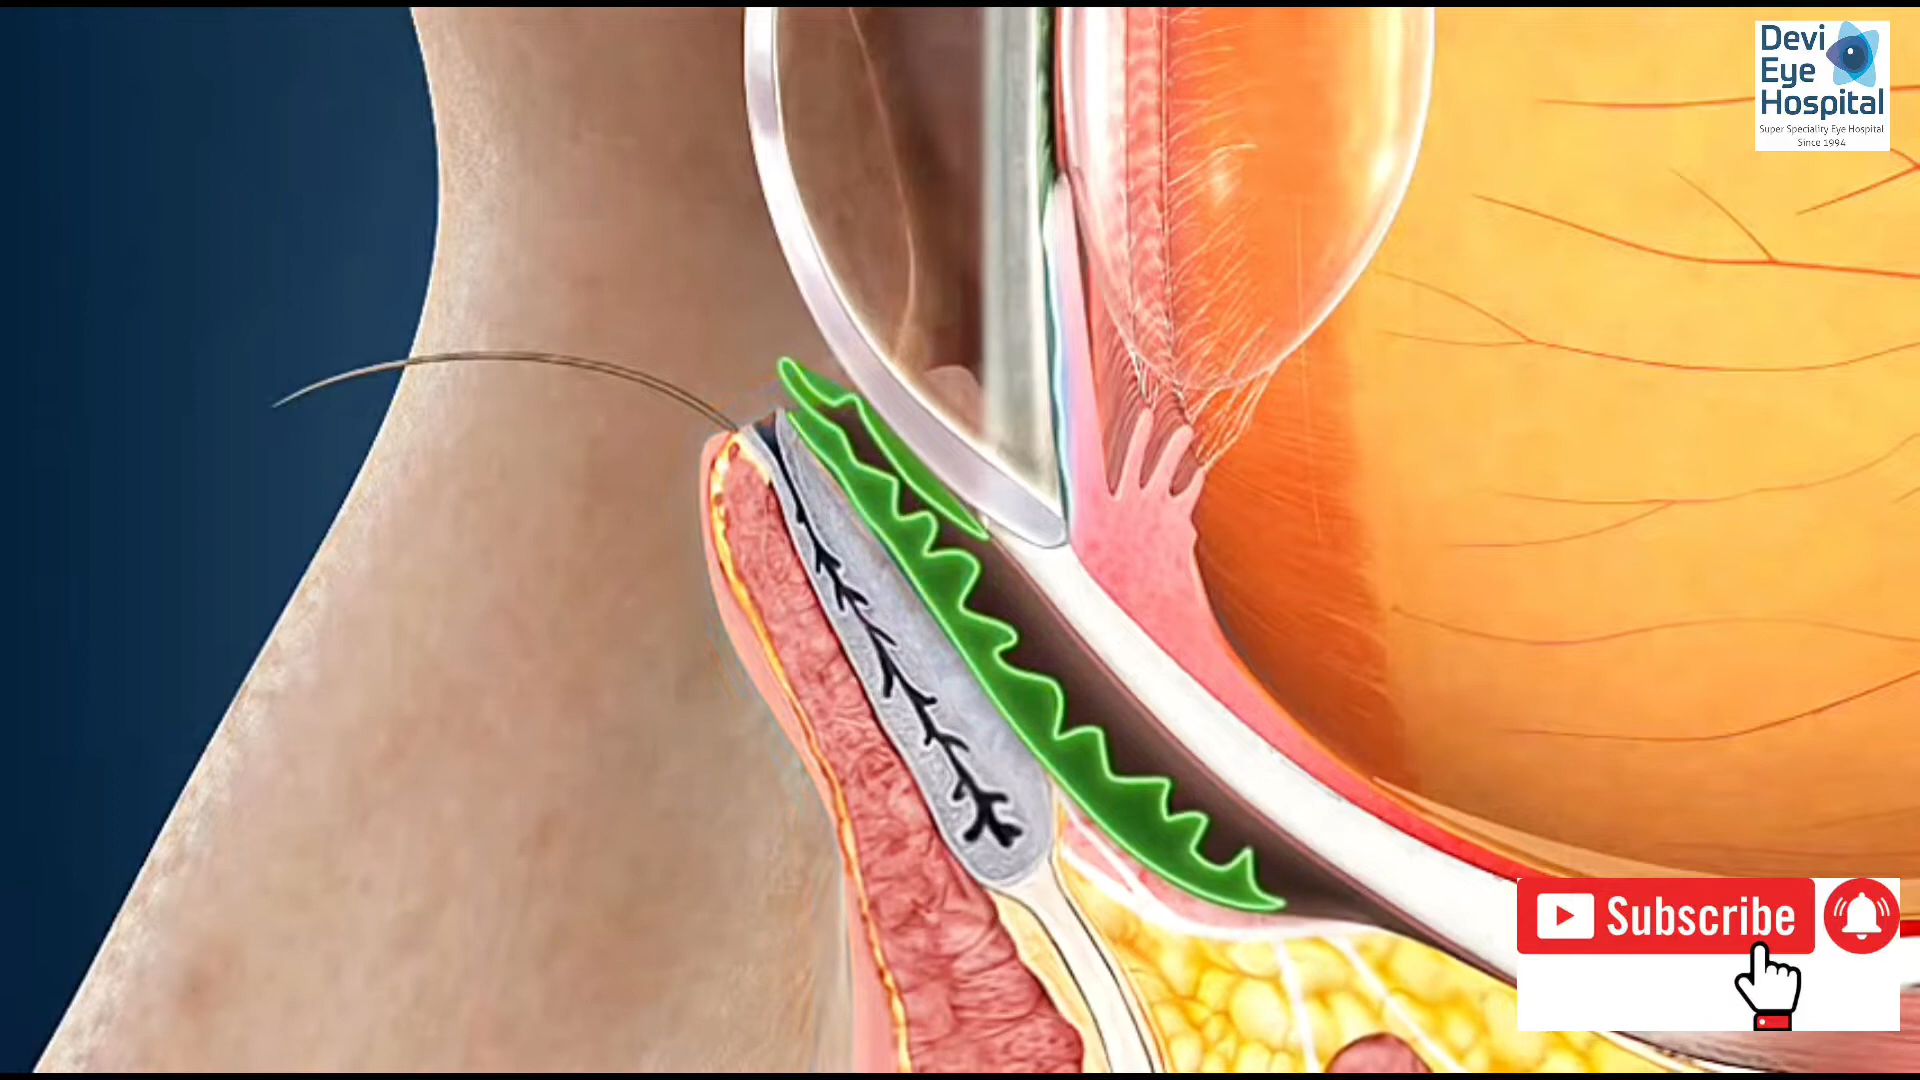 Devi
Eye
Hospital
Super Speciality Eye Hospital
Since 1994
Subscribe